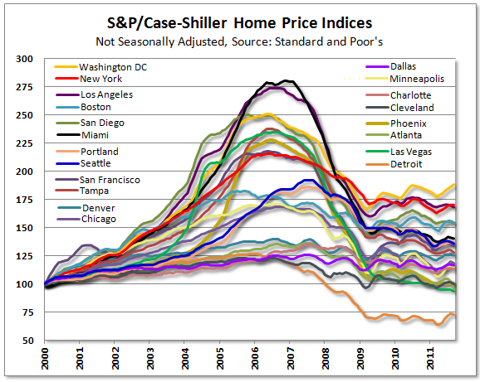 S&P/Case-Shiller Home Price Indices
Not Seasonally Adjusted, Source: Standard and Poor's
300
275
250
225
200
175
150
125
100
75
50
Washington DC
New York
Los Angeles
Boston
San Diego
Miami
Portland
Seattle
San Francisco
Tampa
Denver
Chicago
Dallas
Minneapolis
Charlotte
Cleveland
Phoenix
Atlanta
Las Vegas
Detroit
2000
2001
2002
2003
2004
2005
2006
2007
2008
2009
2010
2011